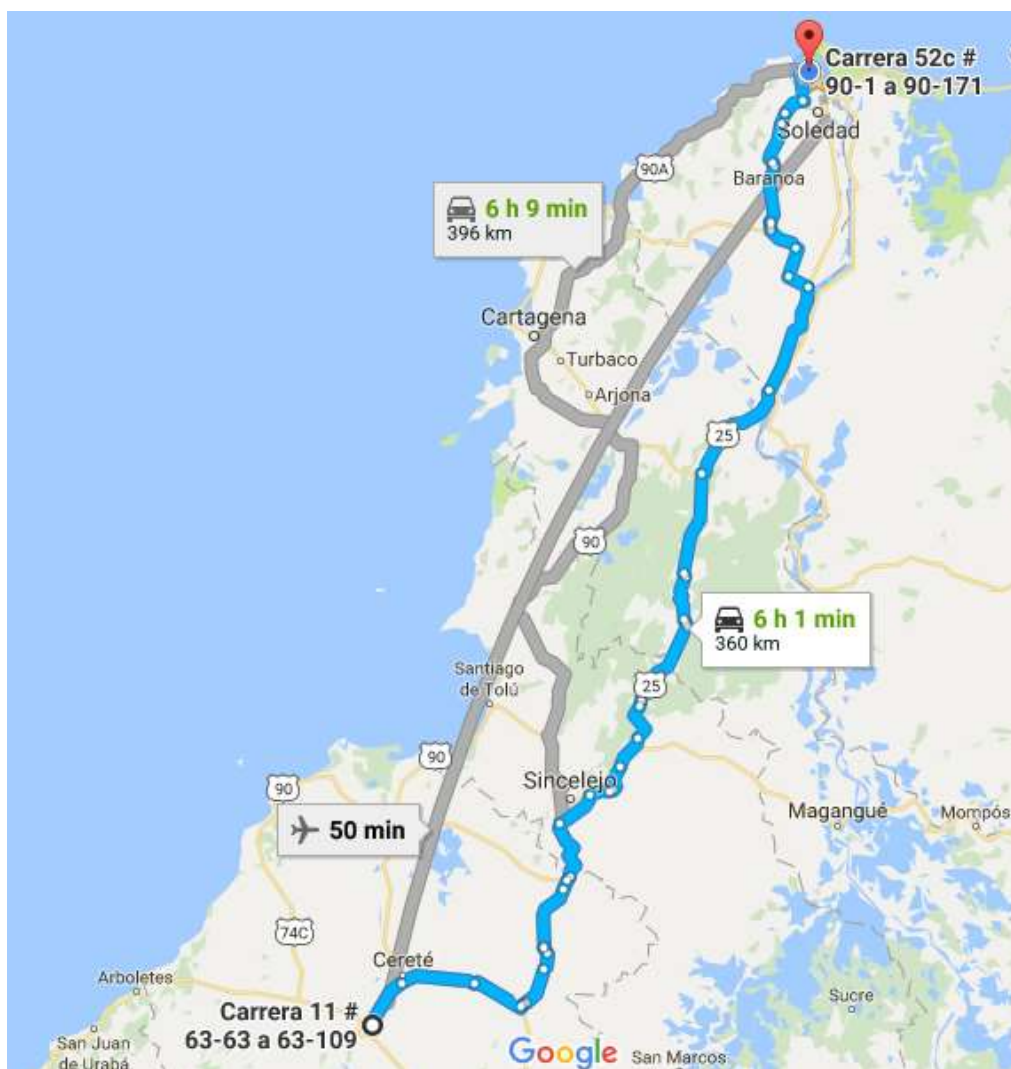 Carrera 52c #
90-1 a 90-171
Soledad
90A
Baranoa
6 h 9 min
396 km
Cartagena
Turbaco
Arjona
25
90
6 h 1 min
360 km
Santiago
de Tolú
25
90
90
Sincelejo
50 min
Magangué
Mompós
74C
Cereté
Arboletes
Carrera 11 #
63-63 a 63-109
Sucre
San Juan
de Urabá
Google
San Marcos